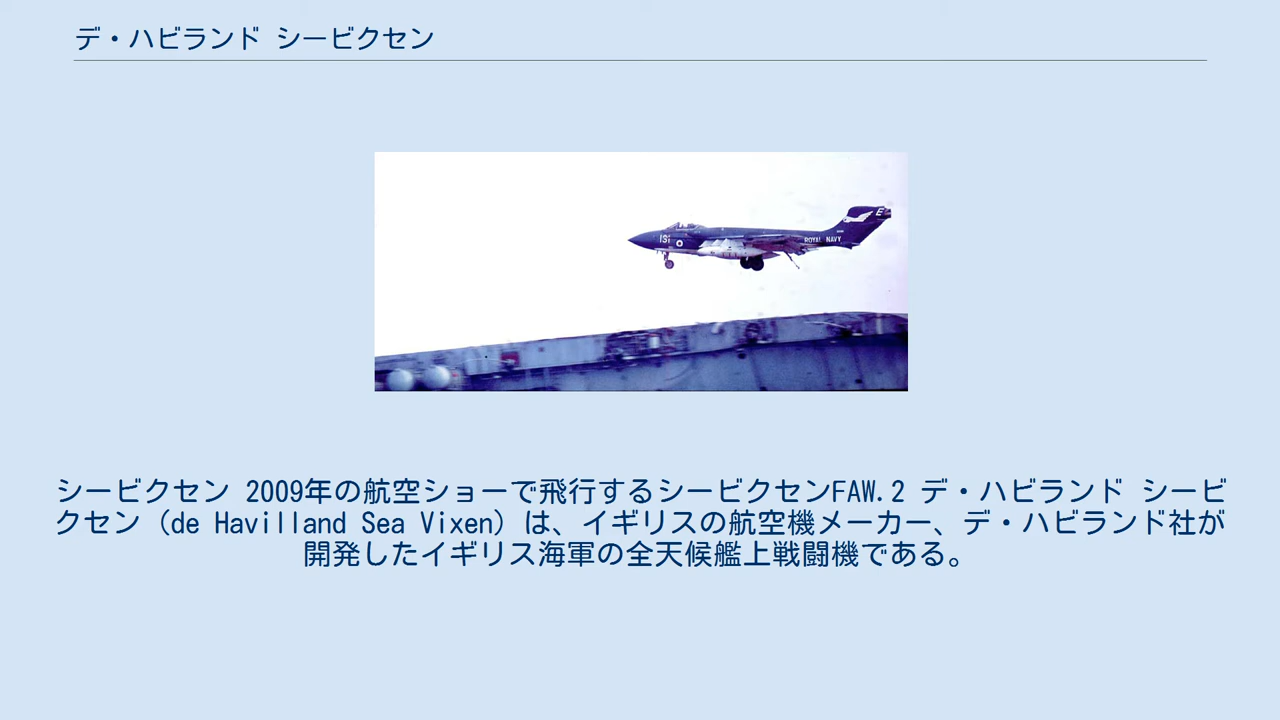 デ・ハビランド シービクセン
E
131
ROYAL NAVY
シービクセン 2009年の航空ショーで飛行するシービクセンFAW.2 デ・ハビランド シービ
クセン（de Havilland Sea Vixen）は、イギリスの航空機メーカー、デ・ハビランド社が
開発したイギリス海軍の全天候艦上戦闘機である。